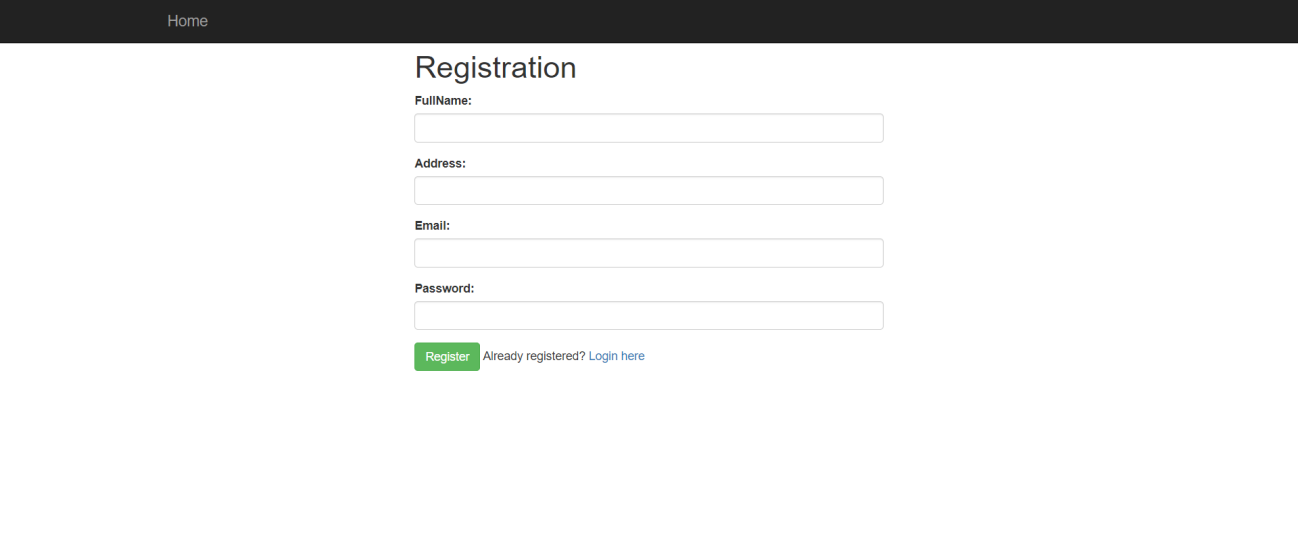 Home
Registration
FullName:
Address:
Email:
Password:
Register Already registered? Login here